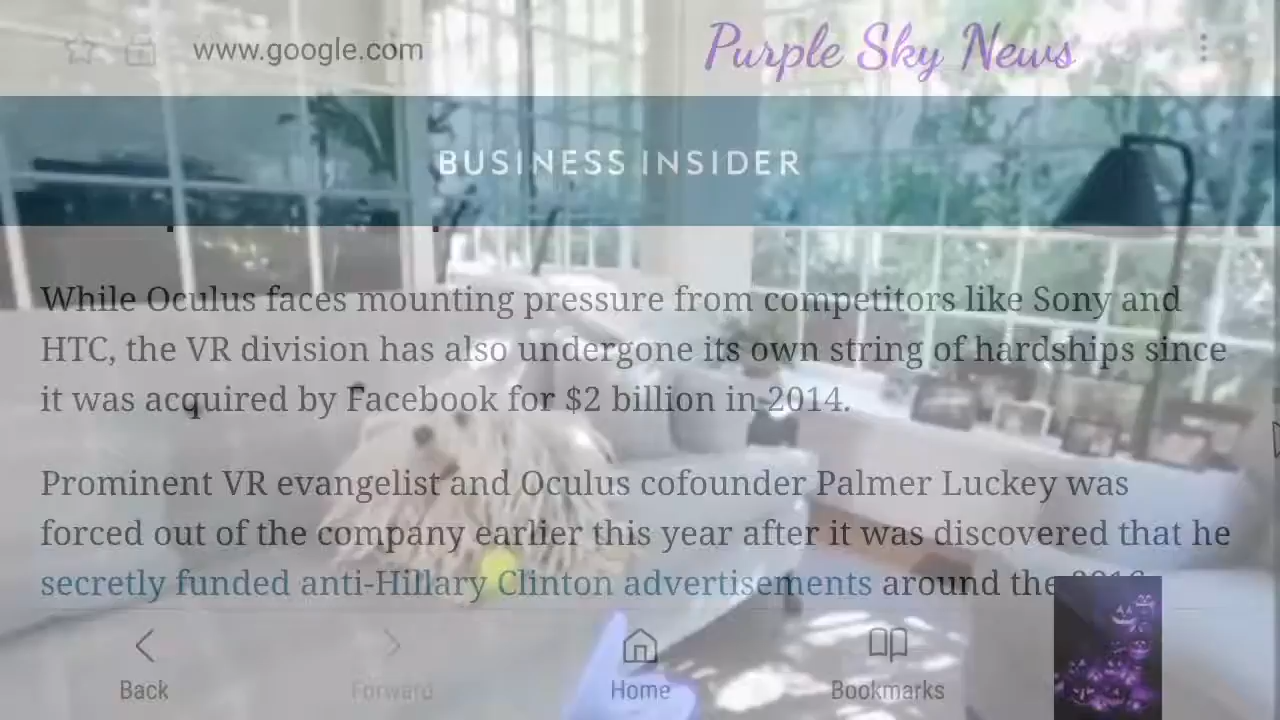 www.google.com
Purple Sky News
BUSINESS INSIDER
While Oculus faces mounting pressure from competitors like Sony and
HTC, the VR division has also undergone its own string of hardships since
it was acquired by Facebook for $2 billion in 2014.
Prominent VR evangelist and Oculus cofounder Palmer Luckey was
forced out of the company earlier this year after it was discovered that he
secretly funded anti-Hillary Clinton advertisements around the 2016
Back
Forward
Home
Bookmarks